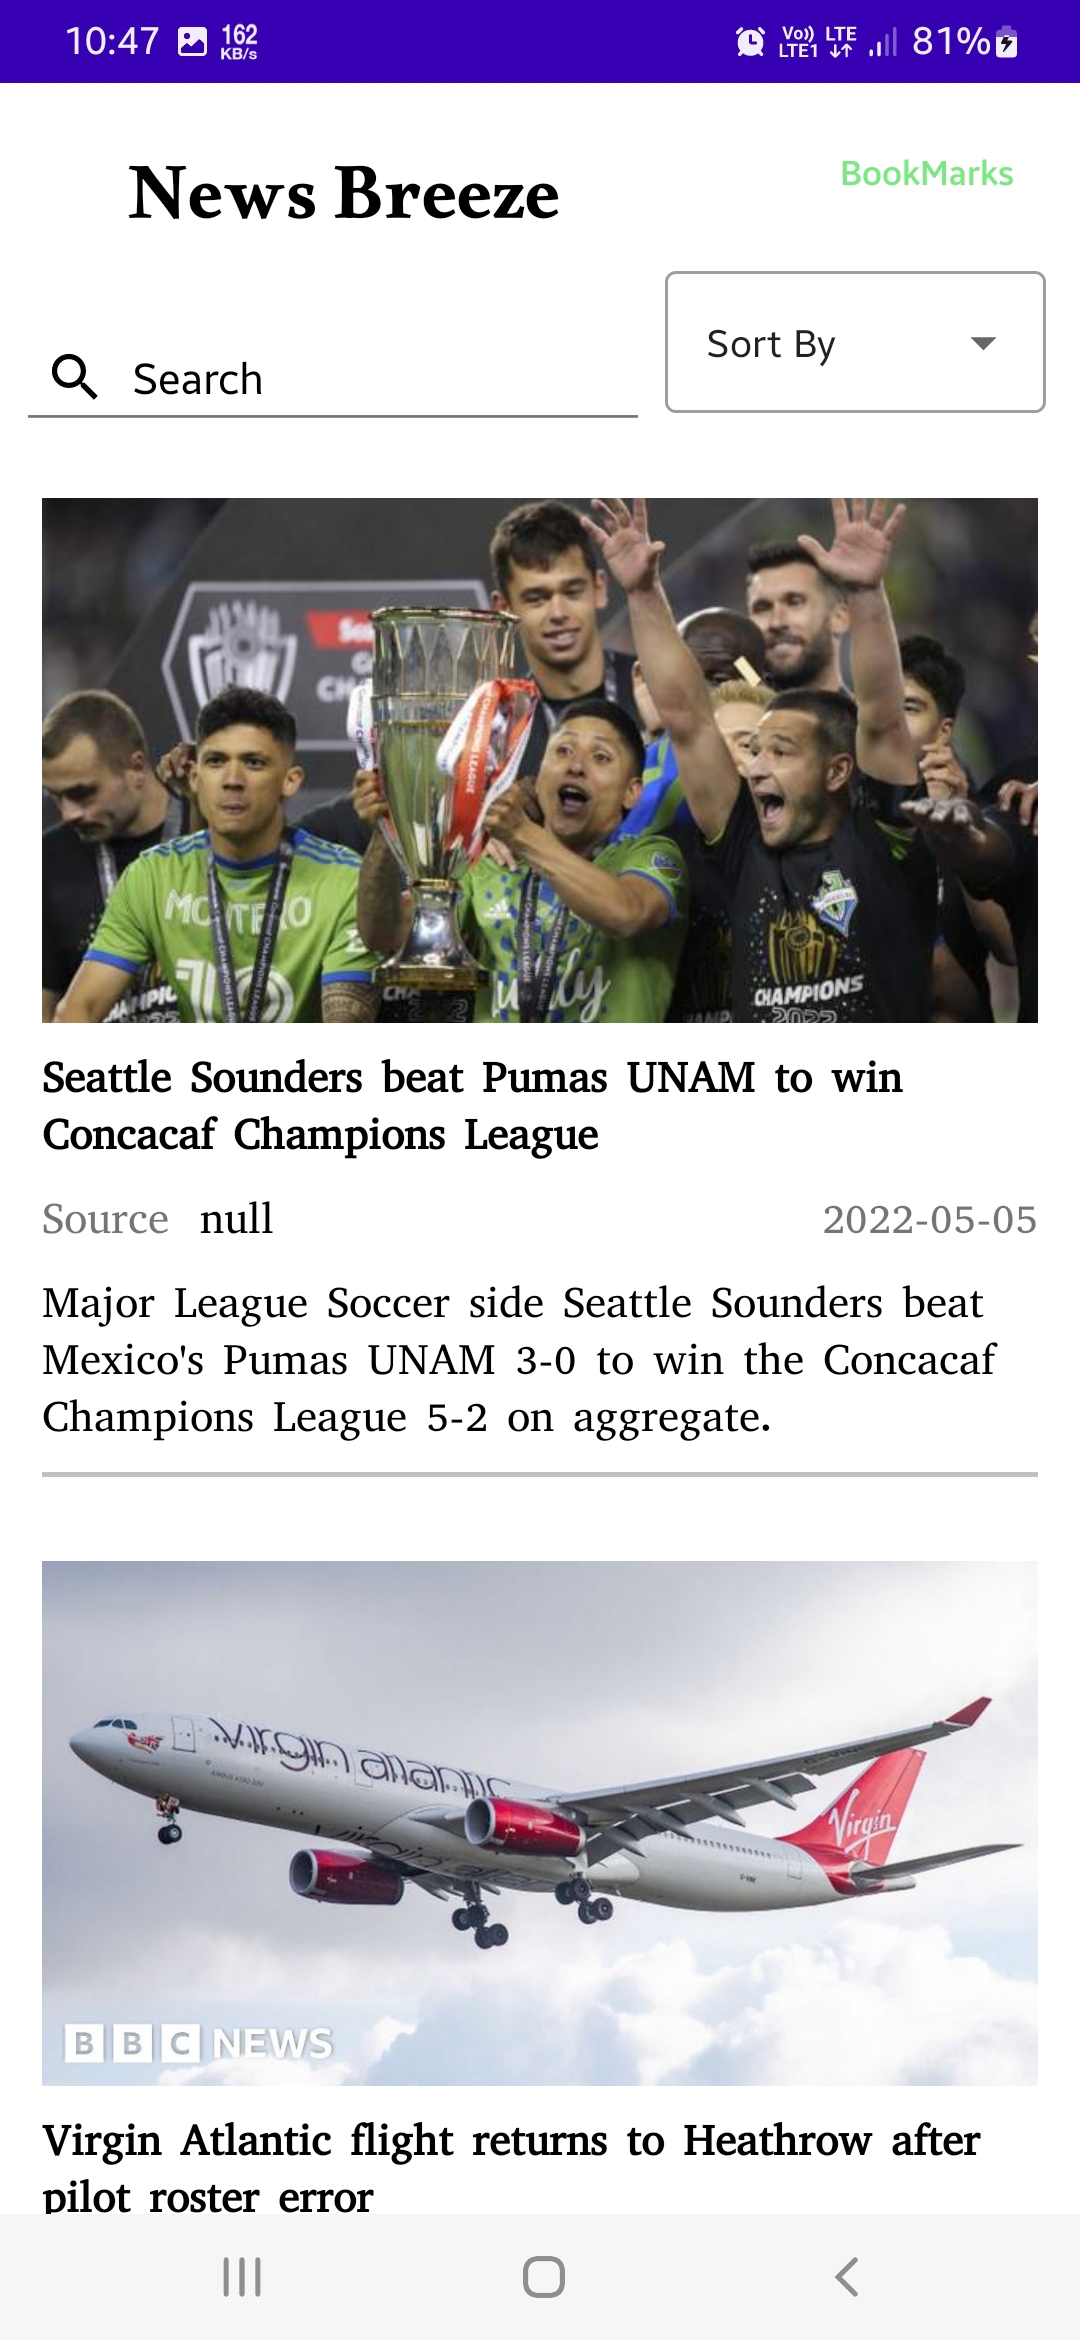 10:47
162
KB/s
Vo))
LTE1
LTE
81%
News Breeze
BookMarks
Search
Sort By
MONTERO
CHAMPIONS LEAGUE
CHAMPIONS
2022
Seattle Sounders beat Pumas UNAM to win
Concacaf Champions League
Source null
2022-05-05
Major League Soccer side Seattle Sounders beat
Mexico's Pumas UNAM 3-0 to win the Concacaf
Champions League 5-2 on aggregate.
virgin atlantic
Virgin
BBC NEWS
Virgin Atlantic flight returns to Heathrow after
pilot roster error